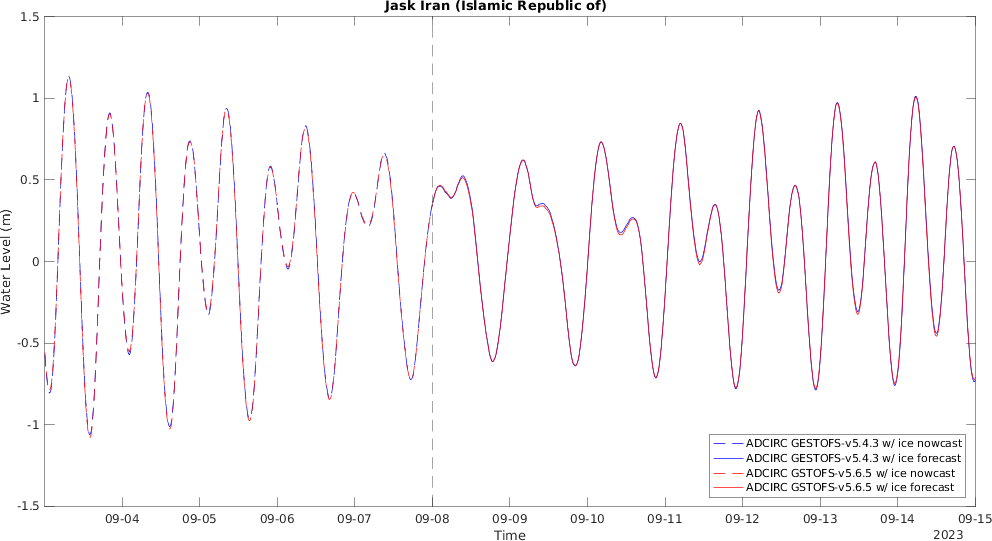 Jask Iran (Islamic Republic of)
1.5
1
0.5
0
-0.5
-1
-1.5
Water Level (m)
09-04
09-05
09-06
09-07
09-08
09-09
09-10
09-11
09-12
09-13
09-14
09-15
Time
2023
ADCIRC GESTOFS-v5.4.3 w/ ice nowcast
ADCIRC GESTOFS-v5.4.3 w/ ice forecast
ADCIRC GSTOFS-v5.6.5 w/ ice nowcast
ADCIRC GSTOFS-v5.6.5 w/ ice forecast